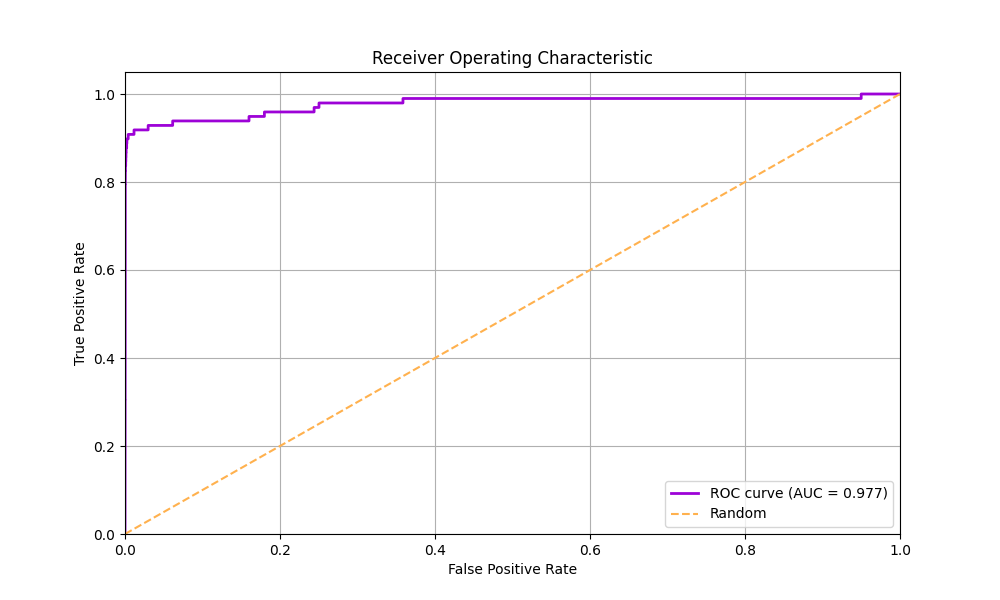 Receiver Operating Characteristic
1.0
0.8
0.6
0.4
0.2
0.0
True Positive Rate
0.0 0.2 0.4 0.6 0.8 1.0
False Positive Rate
ROC curve (AUC = 0.977)
Random